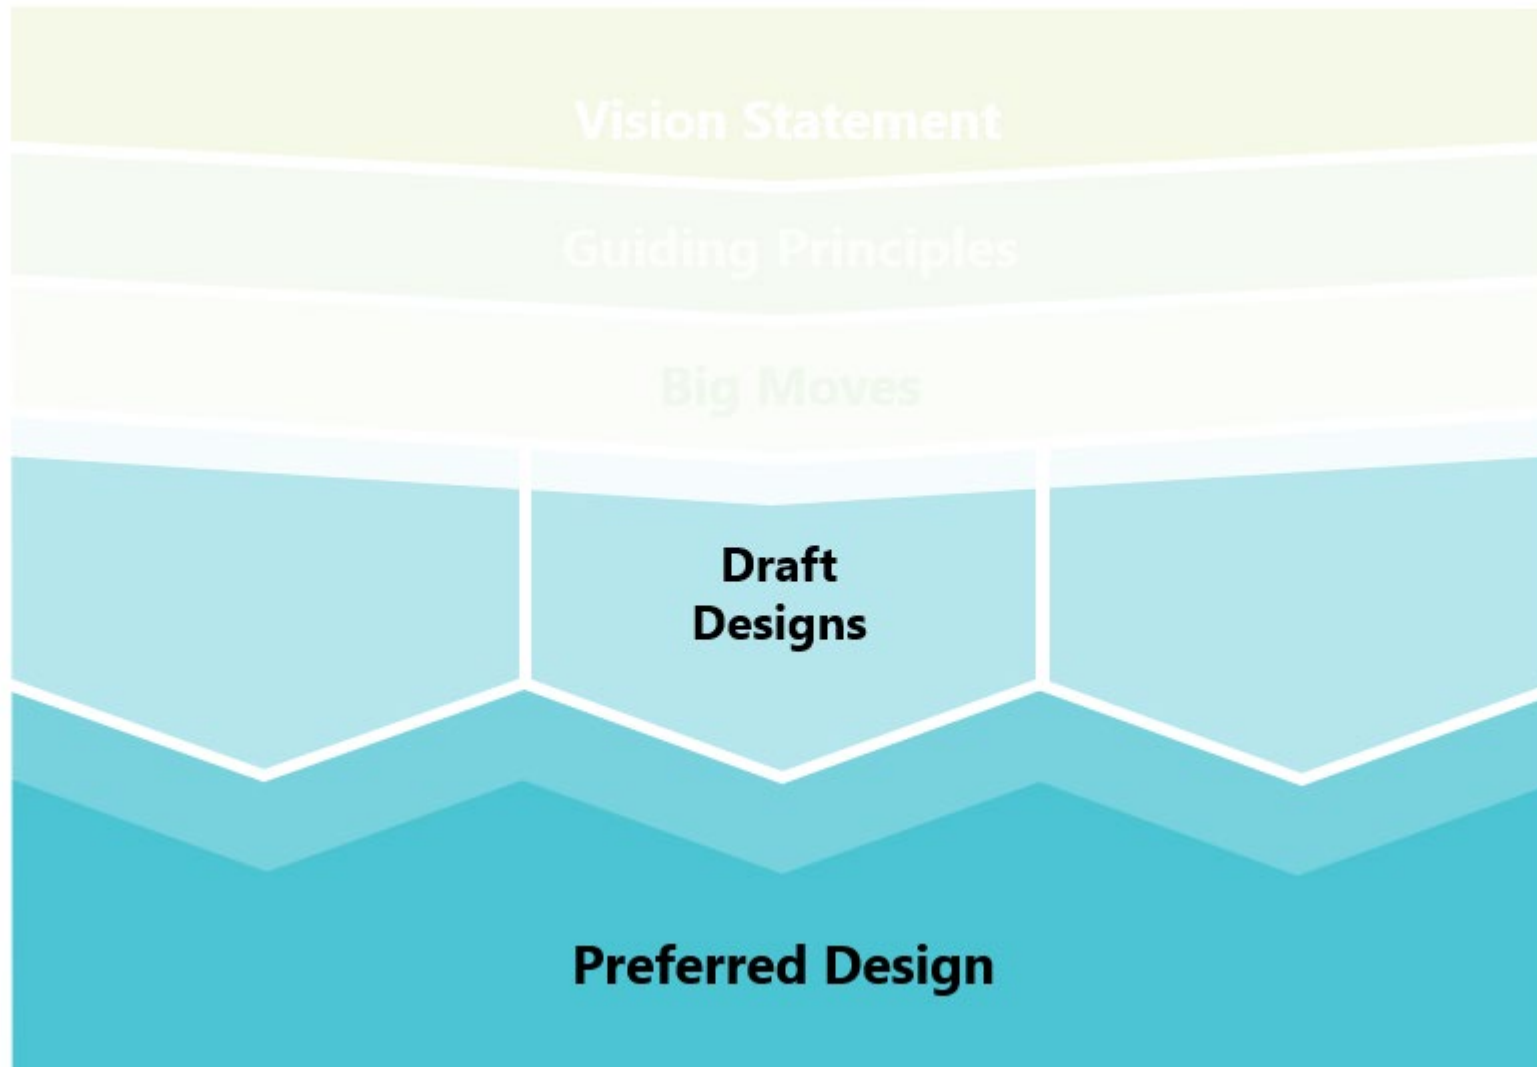 Vision Statement
Guiding Principles
Big Moves
Draft
Designs
Preferred Design